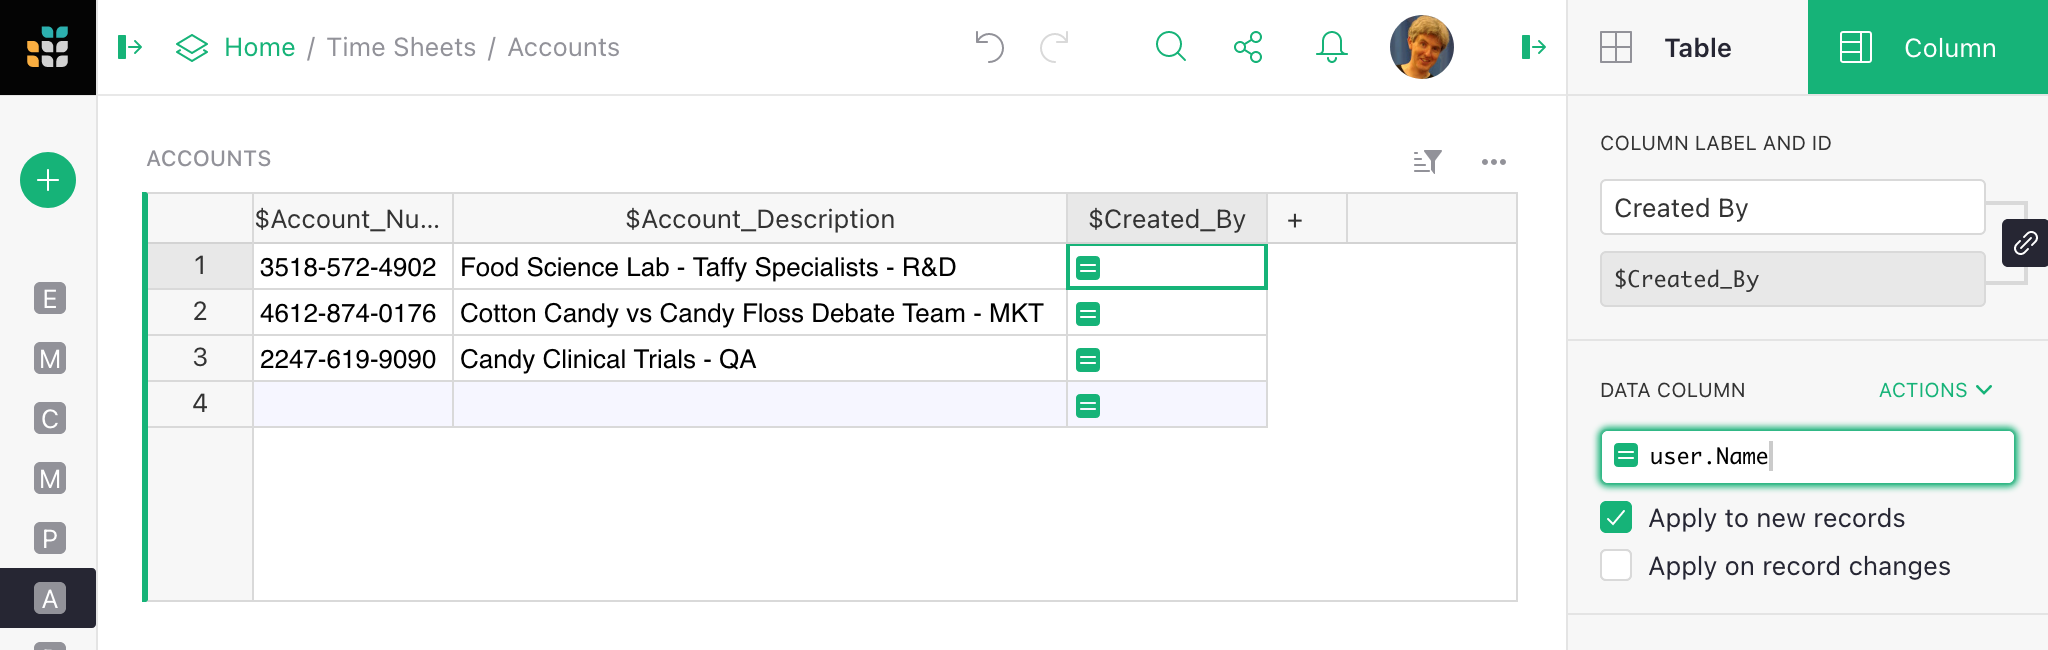 Home / Time Sheets / Accounts
Table
Column
ACCOUNTS
$Account_Nu... $Account_Description $Created_By +
1 3518-572-4902 Food Science Lab - Taffy Specialists - R&D
2 4612-874-0176 Cotton Candy vs Candy Floss Debate Team - MKT
3 2247-619-9090 Candy Clinical Trials - QA
4
E
M
C
M
P
A
COLUMN LABEL AND ID
Created By
$Created_By
DATA COLUMN ACTIONS
user.Name
Apply to new records
Apply on record changes